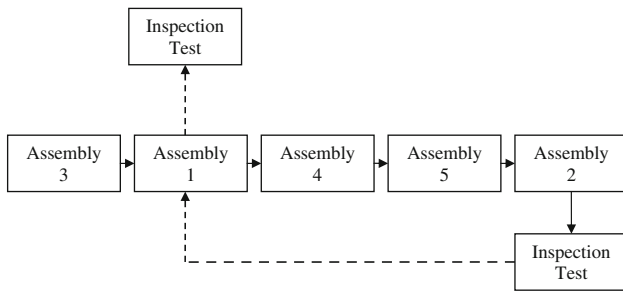 Inspection
Test
Assembly
3
Assembly
1
Assembly
4
Assembly
5
Assembly
2
Inspection
Test